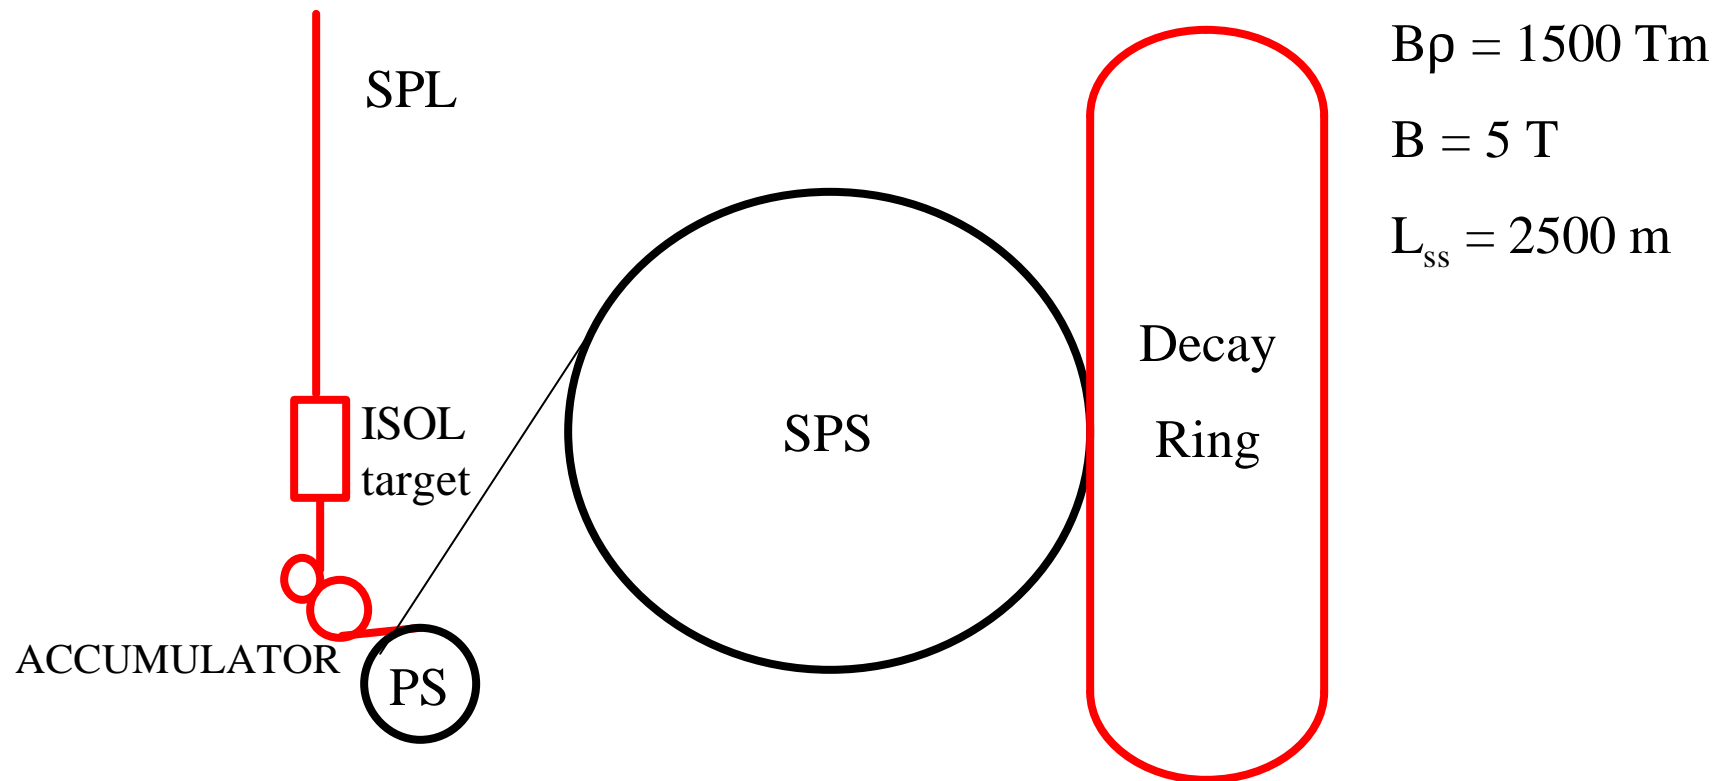 SPL
ISOL
target
ACCUMULATOR
PS
SPS
Decay
Ring
Bρ = 1500 Tm
B = 5 T
Lss = 2500 m